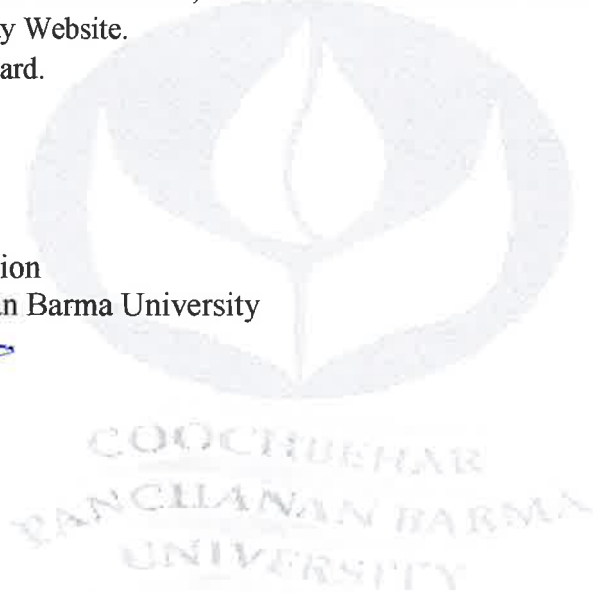 y Website.
ard.
ion
n Barma University
COOCHBEHAR
PANCHANAN BARMA
UNIVERSITY